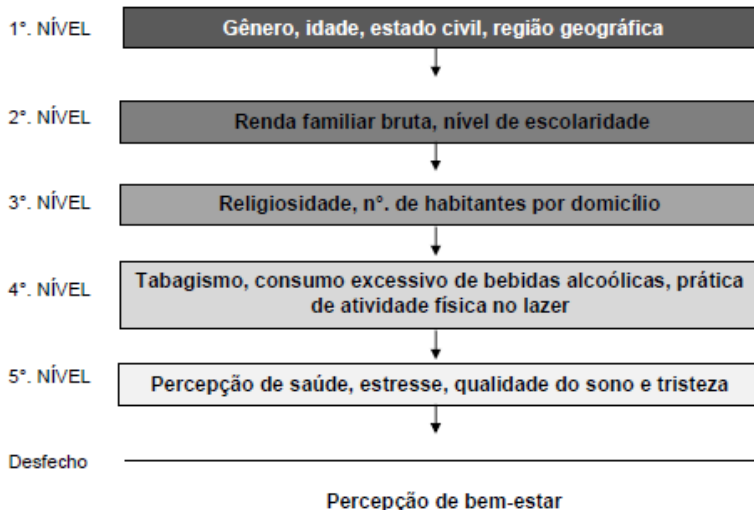 1°. NÍVEL
Gênero, idade, estado civil, região geográfica
2°. NÍVEL
Renda familiar bruta, nível de escolaridade
3°. NÍVEL
Religiosidade, n°. de habitantes por domicílio
4°. NÍVEL
Tabagismo, consumo excessivo de bebidas alcoólicas, prática
de atividade física no lazer
5°. NÍVEL
Percepção de saúde, estresse, qualidade do sono e tristeza
Desfecho
Percepção de bem-estar